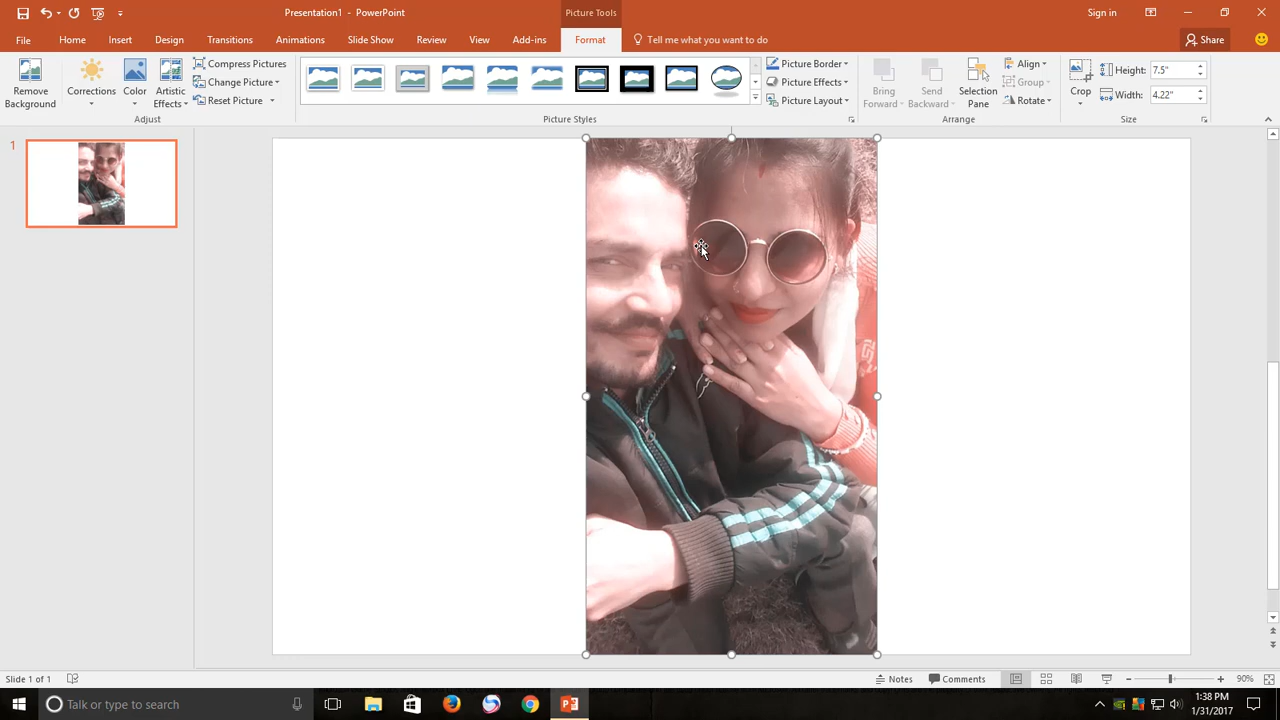 Presentation1 - PowerPoint
Picture Tools
Sign in
File
Home
Insert
Design
Transitions
Animations
Slide Show
Review
View
Add-ins
Format
Tell me what you want to do
Share
Remove Background
Corrections
Color
Artistic Effects
Compress Pictures
Change Picture
Reset Picture
Adjust
Picture Styles
Picture Border
Picture Effects
Picture Layout
Bring Forward
Send Backward
Selection Pane
Align
Group
Rotate
Arrange
Crop
Height: 7.5"
Width: 4.22"
Size
1
Slide 1 of 1
Notes
Comments
90%
Talk or type to search
1:38 PM
1/31/2017